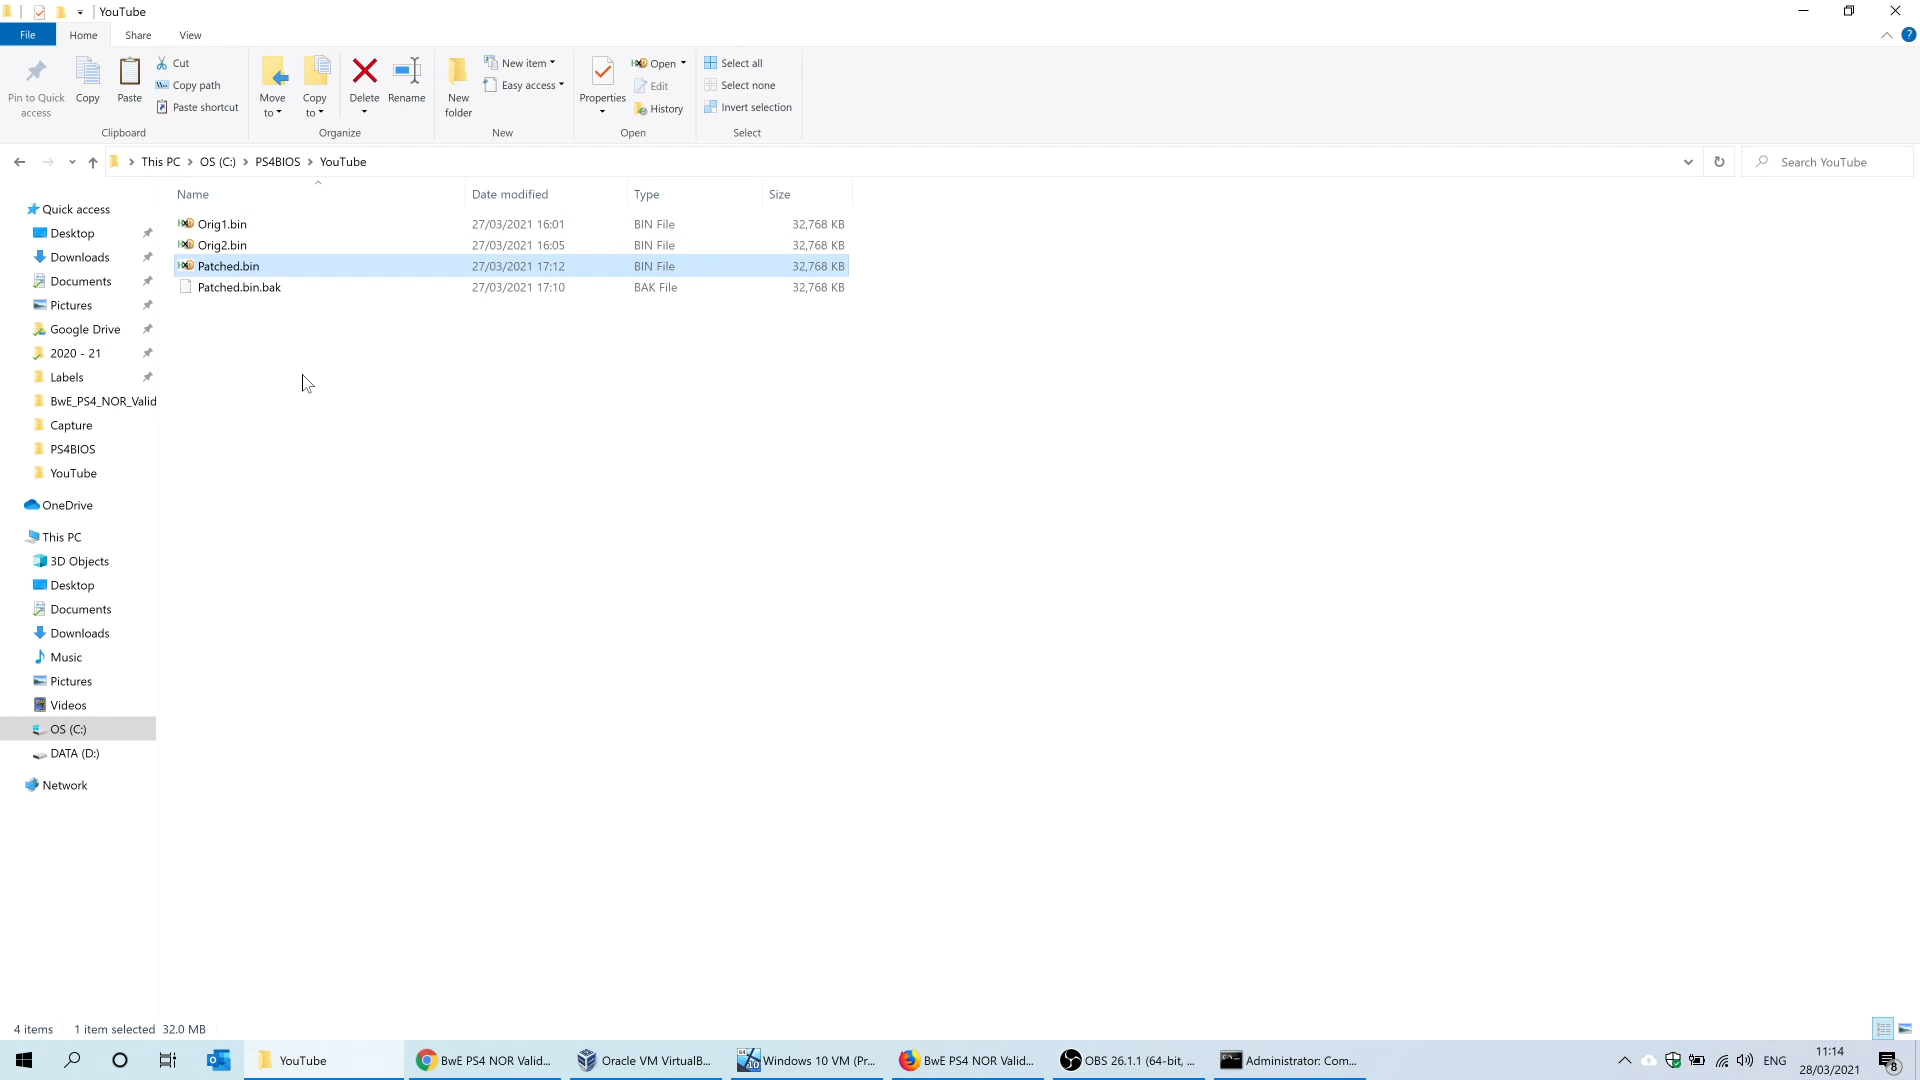 YouTube
File Home Share View
Pin to Quick access
Copy
Paste
Cut
Copy path
Paste shortcut
Clipboard
Move to
Copy to
Delete
Rename
Organize
New folder
New item
Easy access
New
Properties
Open
Edit
History
Open
Select all
Select none
Invert selection
Select
This PC > OS (C:) > PS4BIOS > YouTube
Search YouTube
Name Date modified Type Size
Orig1.bin 27/03/2021 16:01 BIN File 32,768 KB
Orig2.bin 27/03/2021 16:05 BIN File 32,768 KB
Patched.bin 27/03/2021 17:12 BIN File 32,768 KB
Patched.bin.bak 27/03/2021 17:10 BAK File 32,768 KB
Quick access
Desktop
Downloads
Documents
Pictures
Google Drive
2020 - 21
Labels
BwE_PS4_NOR_Valid
Capture
PS4BIOS
YouTube
OneDrive
This PC
3D Objects
Desktop
Documents
Downloads
Music
Pictures
Videos
OS (C:)
DATA (D:)
Network
4 items 1 item selected 32.0 MB
YouTube
BwE PS4 NOR Valid...
Oracle VM VirtualB...
Windows 10 VM (Pr...
BwE PS4 NOR Valid...
OBS 26.1.1 (64-bit, ...
Administrator: Com...
ENG
11:14
28/03/2021
8